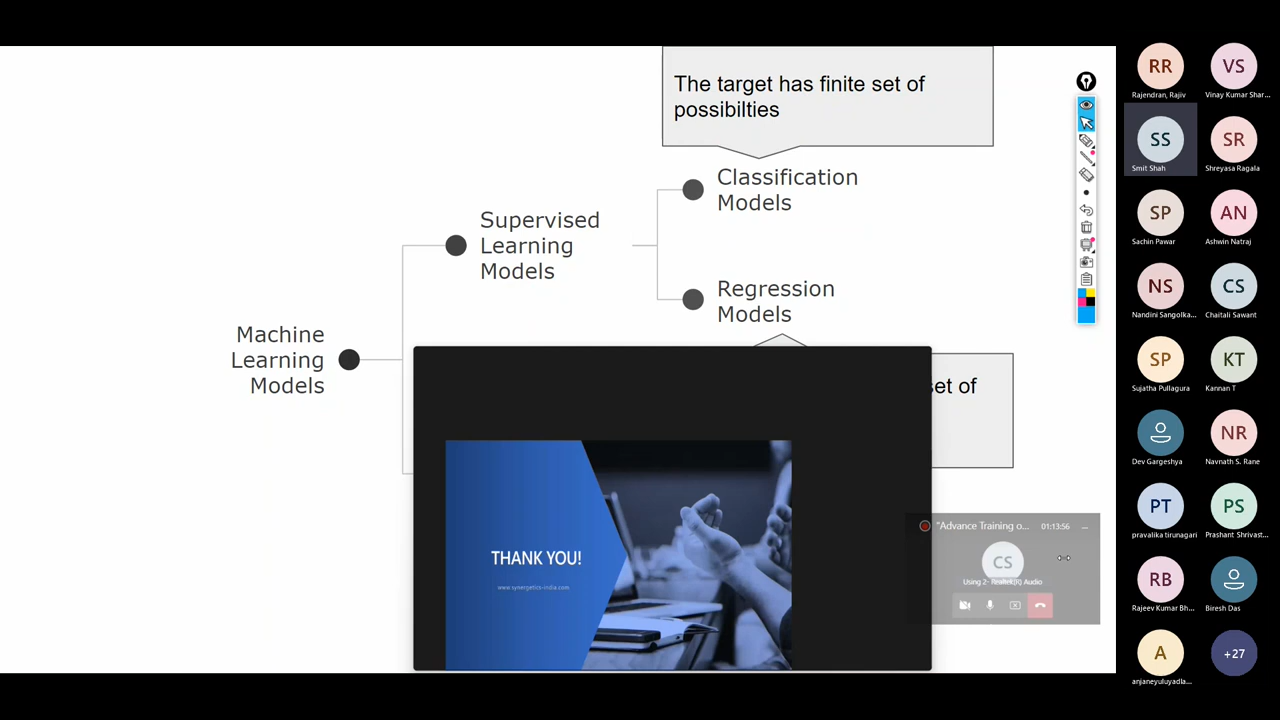 The target has finite set of
possibilties
Classification
Models
Supervised
Learning
Models
Regression
Models
Machine
Learning
Models
set of
THANK YOU!
www.synergetics-india.com
"Advance Training o...
01:13:56
CS
Using 2- Realtek(R) Audio
RR
Rajendran, Rajiv
VS
Vinay Kumar Shar...
SS
Smit Shah
SR
Shreyasa Ragala
SP
Sachin Pawar
AN
Ashwin Natraj
NS
Nandini Sangolka...
CS
Chaitali Sawant
SP
Sujatha Pullagura
KT
Kannan T
Dev Gargeshya
NR
Navnath S. Rane
PT
pravalika tirunagari
PS
Prashant Shrivast...
RB
Rajeev Kumar Bh...
Biresh Das
A
anjaneyuluyadla...
+27